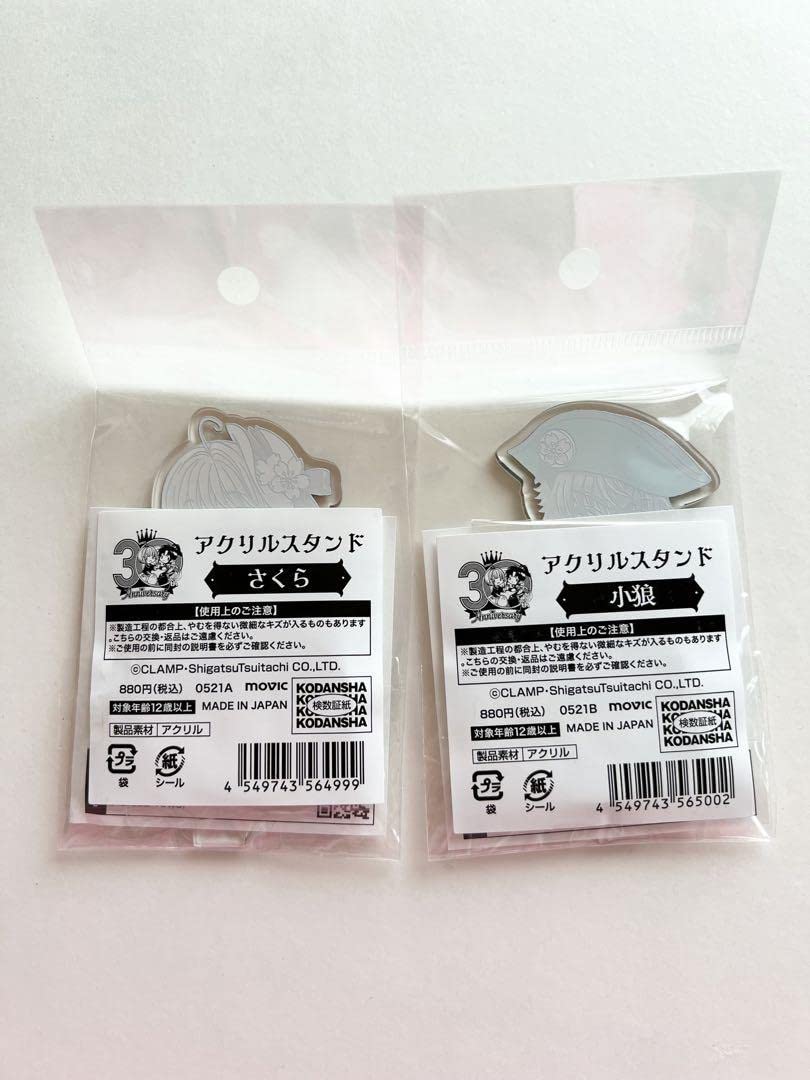 30
Anniversary
アクリルスタンド
さくら
【使用上のご注意】
※製造工程の都合上、やむを得ない微細なキズが入るものもあります
。こちらの交換・返品はご遠慮ください。
※ご使用の前に同封の説明書を必ずご確認ください。
©CLAMP・ShigatsuTsuitachi CO.,LTD.
880円(税込) 0521A movic
対象年齢12歳以上 MADE IN JAPAN
製品素材 アクリル
KODANSHA
検数証紙
KODANSHA
プラ
袋
紙
シール
4 549743 564999
30
Anniversary
アクリルスタンド
小狼
【使用上のご注意】
※製造工程の都合上、やむを得ない微細なキズが入るものもあります
。こちらの交換・返品はご遠慮ください。
※ご使用の前に同封の説明書を必ずご確認ください。
©CLAMP・ShigatsuTsuitachi CO.,LTD.
880円(税込) 0521B movic
対象年齢12歳以上 MADE IN JAPAN
製品素材 アクリル
KODANSHA
検数証紙
KODANSHA
プラ
袋
紙
シール
4 549743 565002